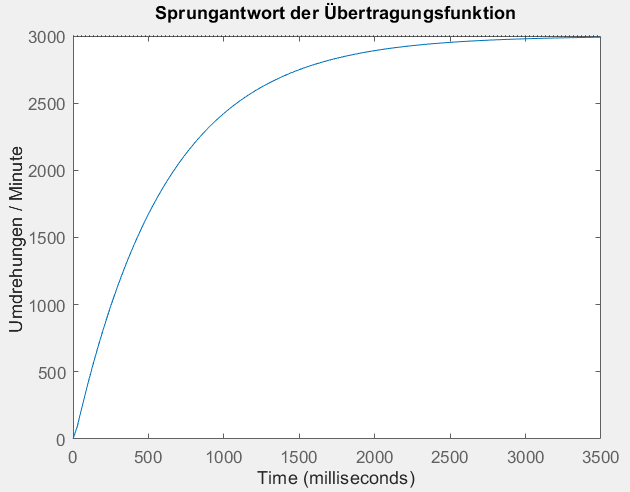 Sprungantwort der Übertragungsfunktion
3000
2500
2000
1500
1000
500
0
Umdrehungen / Minute
0 500 1000 1500 2000 2500 3000 3500
Time (milliseconds)